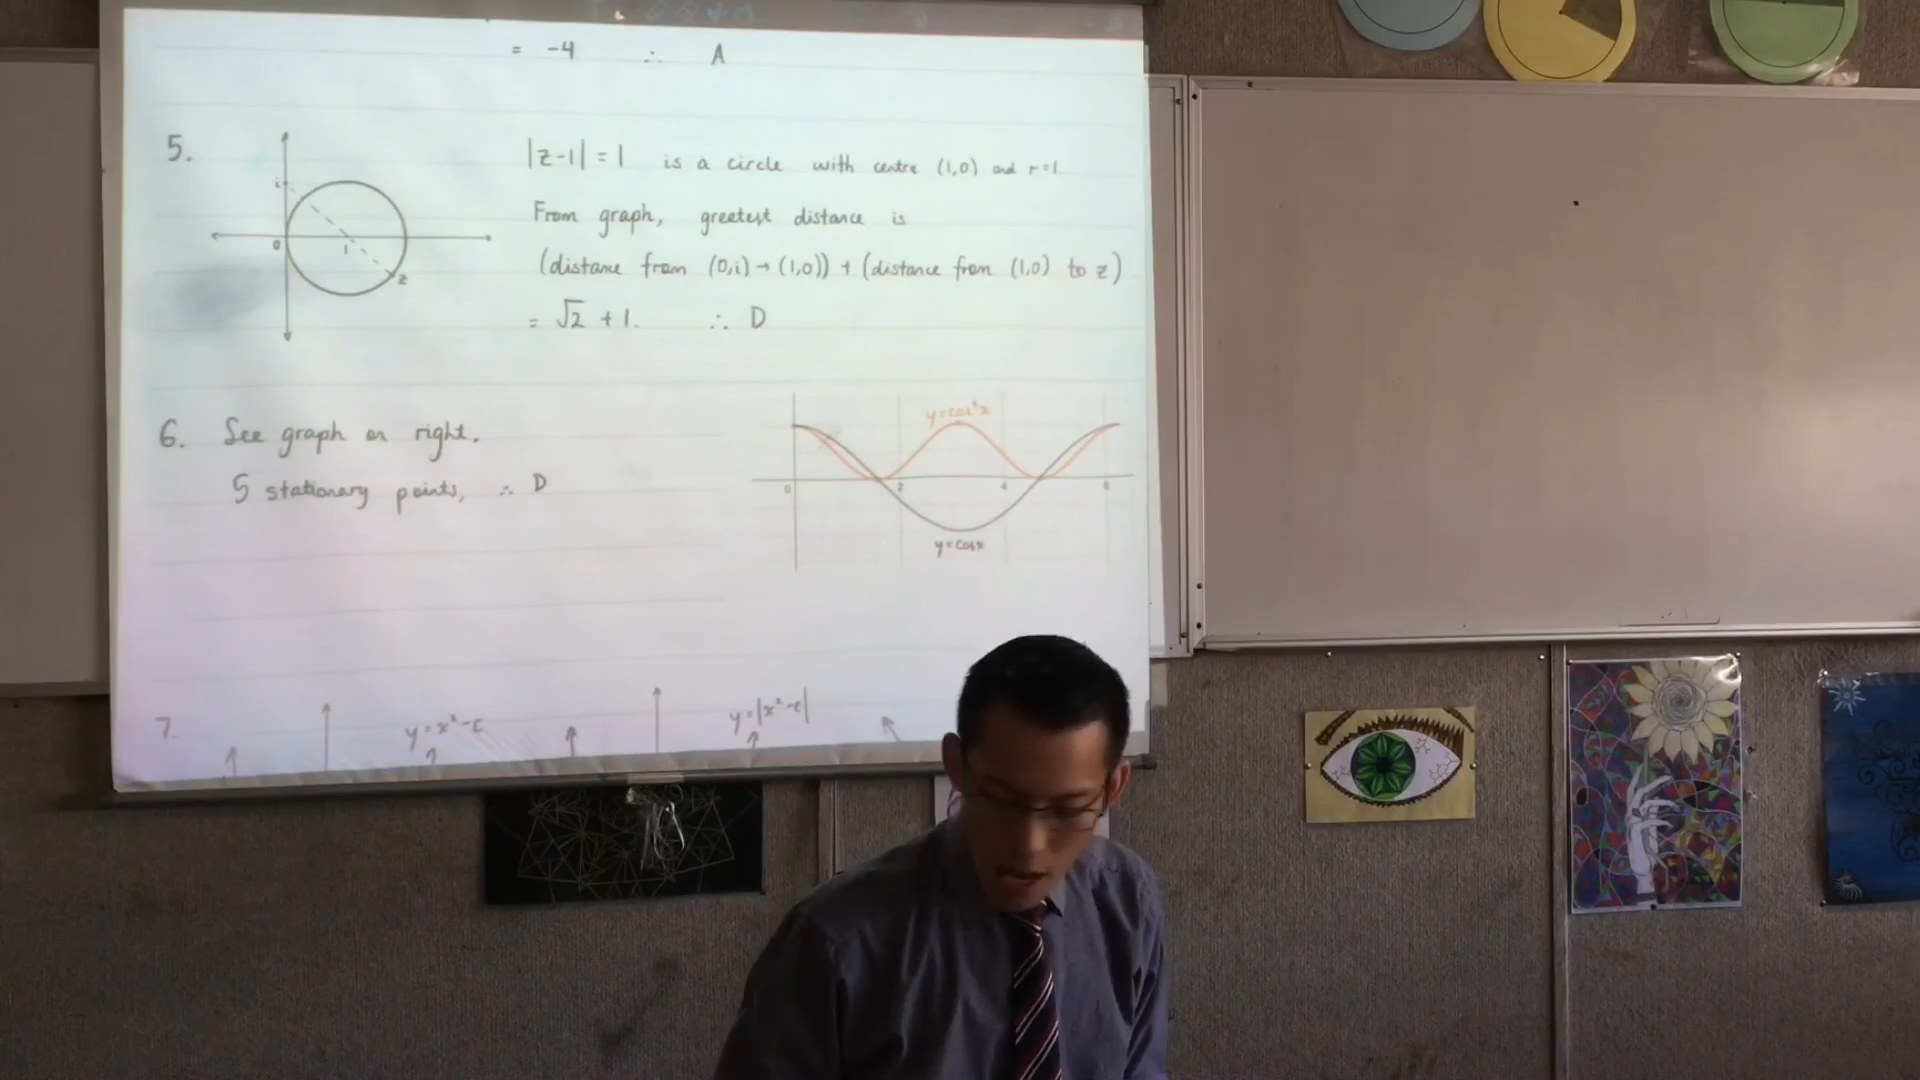 = -4 ∴ A
5.
i
0
1
z
|z-1| = 1 is a circle with centre (1,0) and r=1.
From graph, greatest distance is
(distance from (0,i) → (1,0)) + (distance from (1,0) to z)
= √2 + 1. ∴ D
6. See graph on right.
5 stationary points, ∴ D
y=cos²x
0 2 4 6
y=cosx
7.
y=x²-c
y=|x²-c|